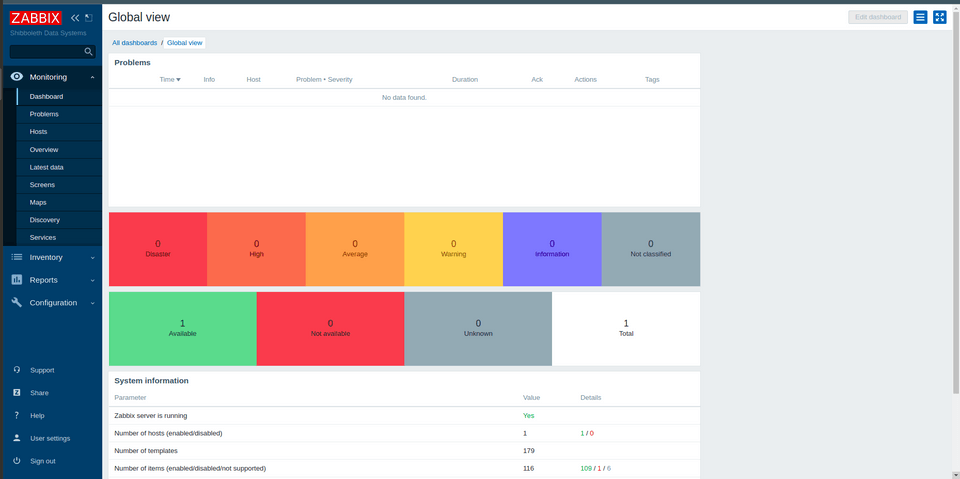 ZABBIX
Shibboleth Data Systems
Monitoring
Dashboard
Problems
Hosts
Overview
Latest data
Screens
Maps
Discovery
Services
Inventory
Reports
Configuration
Support
Share
Help
User settings
Sign out
Global view
Edit dashboard
All dashboards / Global view
Problems
Time Info Host Problem • Severity Duration Ack Actions Tags
No data found.
0 0 0 0 0 0
Disaster High Average Warning Information Not classified
1 0 0 1
Available Not available Unknown Total
System information
Parameter Value Details
Zabbix server is running Yes
Number of hosts (enabled/disabled) 1 1 / 0
Number of templates 179
Number of items (enabled/disabled/not supported) 116 109 / 1 / 6